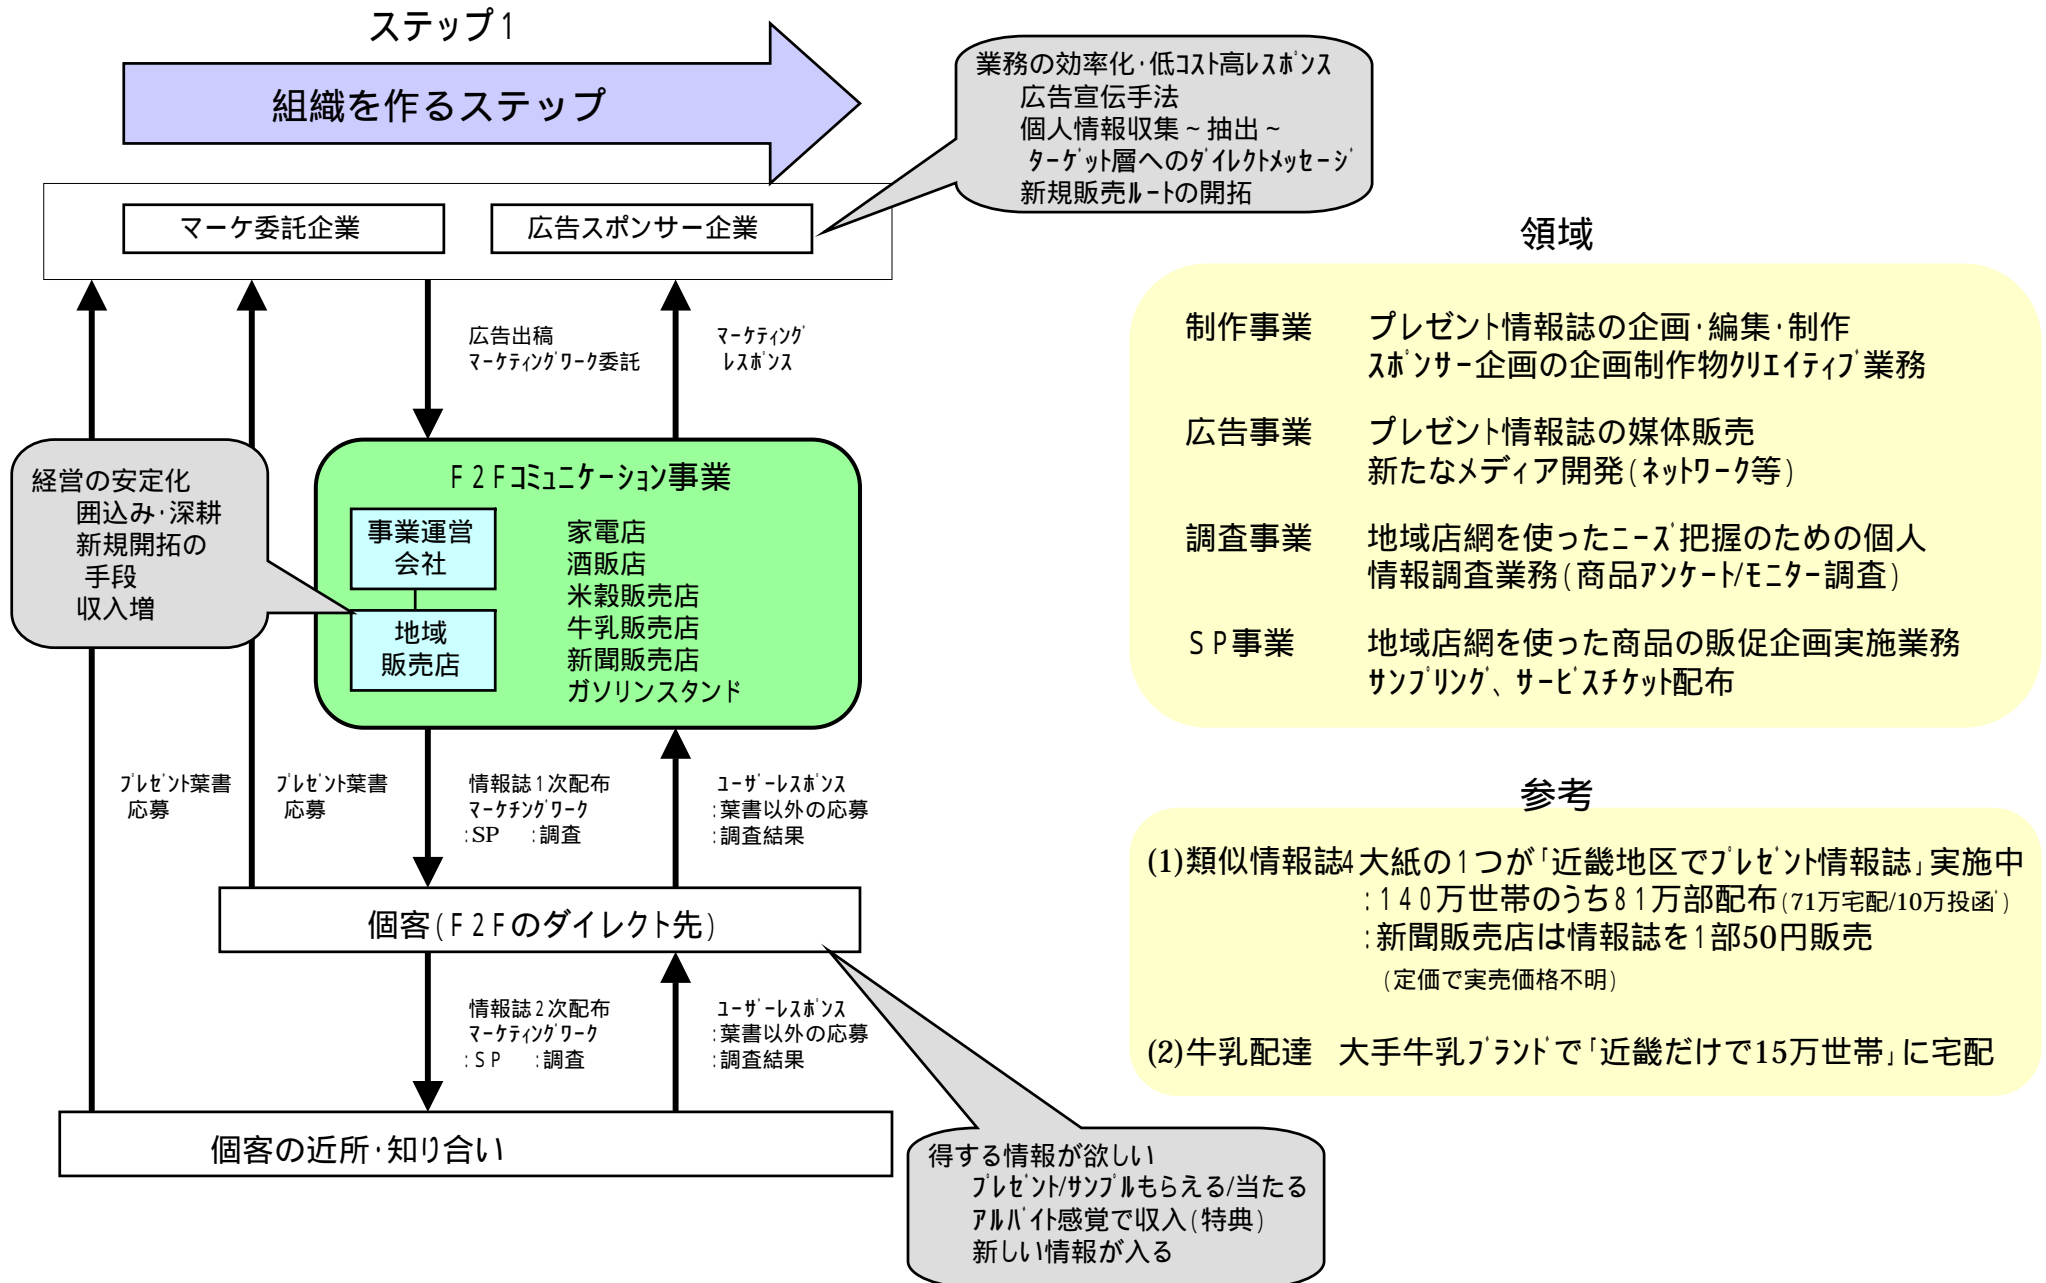 ステップ1
組織を作るステップ
業務の効率化・低ｺｽﾄ高ﾚｽﾎﾟﾝｽ
広告宣伝手法
個人情報収集～抽出～
ﾀｰｹﾞｯﾄ層へのﾀﾞｲﾚｸﾄﾒｯｾｰｼﾞ
新規販売ﾙｰﾄの開拓
マーケ委託企業
広告スポンサー企業
広告出稿
ﾏｰｹﾃｨﾝｸﾞﾜｰｸ委託
ﾏｰｹﾃｨﾝｸﾞ
ﾚｽﾎﾟﾝｽ
経営の安定化
囲込み・深耕
新規開拓の
手段
収入増
F2Fｺﾐｭﾆｹｰｼｮﾝ事業
事業運営
会社
地域
販売店
家電店
酒販店
米穀販売店
牛乳販売店
新聞販売店
ガソリンスタンド
ﾌﾟﾚｾﾞﾝﾄ葉書
応募
ﾌﾟﾚｾﾞﾝﾄ葉書
応募
情報誌1次配布
ﾏｰｹﾁﾝｸﾞﾜｰｸ
:SP :調査
ﾕｰｻﾞｰﾚｽﾎﾟﾝｽ
:葉書以外の応募
:調査結果
個客(F2Fのダイレクト先)
情報誌2次配布
ﾏｰｹﾃｨﾝｸﾞﾜｰｸ
:SP :調査
ﾕｰｻﾞｰﾚｽﾎﾟﾝｽ
:葉書以外の応募
:調査結果
個客の近所・知り合い
得する情報が欲しい
ﾌﾟﾚｾﾞﾝﾄ/ｻﾝﾌﾟﾙもらえる/当たる
ｱﾙﾊﾞｲﾄ感覚で収入(特典)
新しい情報が入る
領域
制作事業 プレゼント情報誌の企画・編集・制作
ｽﾎﾟﾝｻｰ企画の企画制作物ｸﾘｴｲﾃｨﾌﾞ業務
広告事業 プレゼント情報誌の媒体販売
新たなメディア開発(ﾈｯﾄﾜｰｸ等)
調査事業 地域店網を使ったﾆｰｽﾞ把握のための個人
情報調査業務(商品ｱﾝｹｰﾄ/ﾓﾆﾀｰ調査)
SP事業 地域店網を使った商品の販促企画実施業務
ｻﾝﾌﾟﾘﾝｸﾞ、ｻｰﾋﾞｽﾁｹｯﾄ配布
参考
(1)類似情報誌4大紙の1つが「近畿地区でﾌﾟﾚｾﾞﾝﾄ情報誌」実施中
:140万世帯のうち81万部配布(71万宅配/10万投函ﾞ)
:新聞販売店は情報誌を1部50円販売
(定価で実売価格不明)
(2)牛乳配達 大手牛乳ﾌﾞﾗﾝﾄﾞで「近畿だけで15万世帯」に宅配